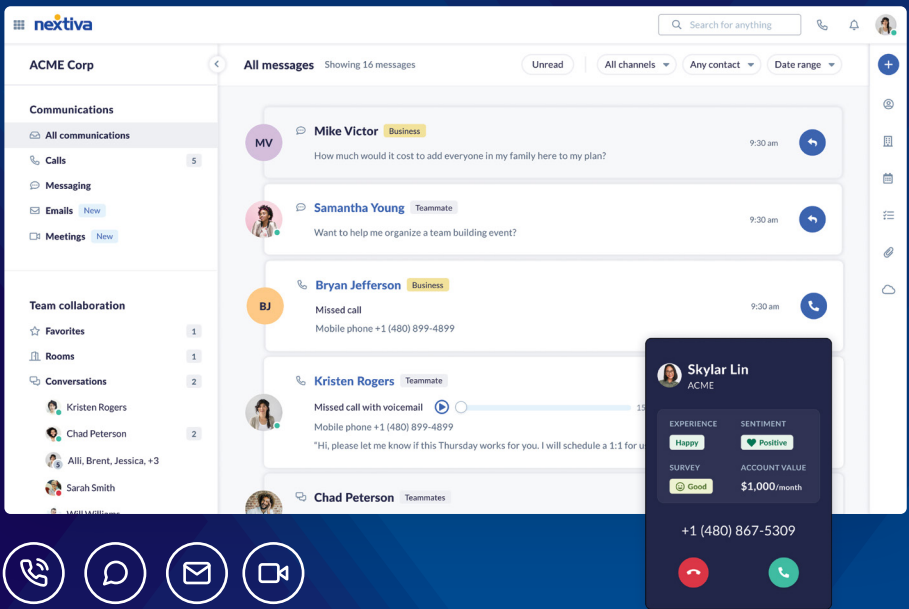 nextiva
Search for anything
ACME Corp
All messages Showing 16 messages
Unread
All channels
Any contact
Date range
Communications
All communications
Calls 5
Messaging
Emails New
Meetings New
Team collaboration
Favorites 1
Rooms 1
Conversations 2
Kristen Rogers
Chad Peterson 2
Alli, Brent, Jessica, +3
5
Sarah Smith
Will Williams
MV
Mike Victor Business
How much would it cost to add everyone in my family here to my plan?
9:30 am
Samantha Young Teammate
Want to help me organize a team building event?
9:30 am
BJ
Bryan Jefferson Business
Missed call
Mobile phone +1 (480) 899-4899
9:30 am
Kristen Rogers Teammate
Missed call with voicemail
Mobile phone +1 (480) 899-4899
"Hi, please let me know if this Thursday works for you. I will schedule a 1:1 for
Chad Peterson Teammates
Skylar Lin
ACME
EXPERIENCE SENTIMENT
Happy Positive
SURVEY ACCOUNT VALUE
Good $1,000/month
+1 (480) 867-5309